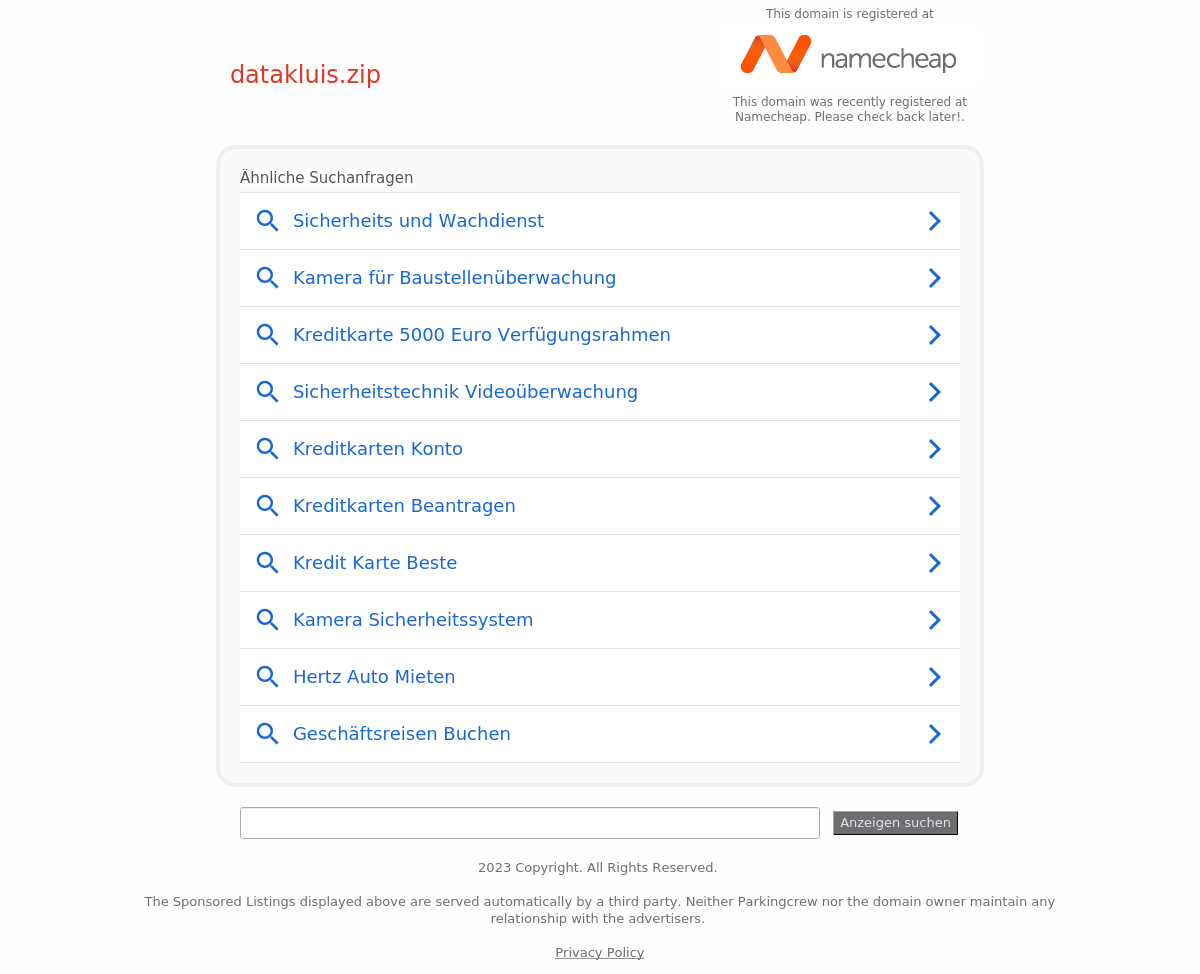 This domain is registered at
namecheap
datakluis.zip
This domain was recently registered at
Namecheap. Please check back later!.
Ähnliche Suchanfragen
Sicherheits und Wachdienst
Kamera für Baustellenüberwachung
Kreditkarte 5000 Euro Verfügungsrahmen
Sicherheitstechnik Videoüberwachung
Kreditkarten Konto
Kreditkarten Beantragen
Kredit Karte Beste
Kamera Sicherheitssystem
Hertz Auto Mieten
Geschäftsreisen Buchen
Anzeigen suchen
2023 Copyright. All Rights Reserved.
The Sponsored Listings displayed above are served automatically by a third party. Neither Parkingcrew nor the domain owner maintain any
relationship with the advertisers.
Privacy Policy